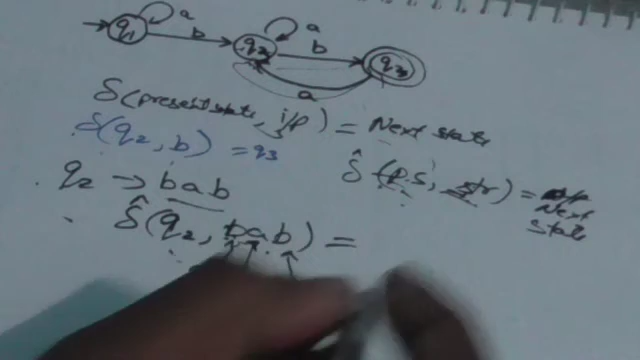 a a
q1 b q2 b q3
a
δ(present state, i/p) = Next state
δ(q2, b) = q3
δ̂ (P.S, str) = Next state
q2 → bab
δ̂(q2, bab) =